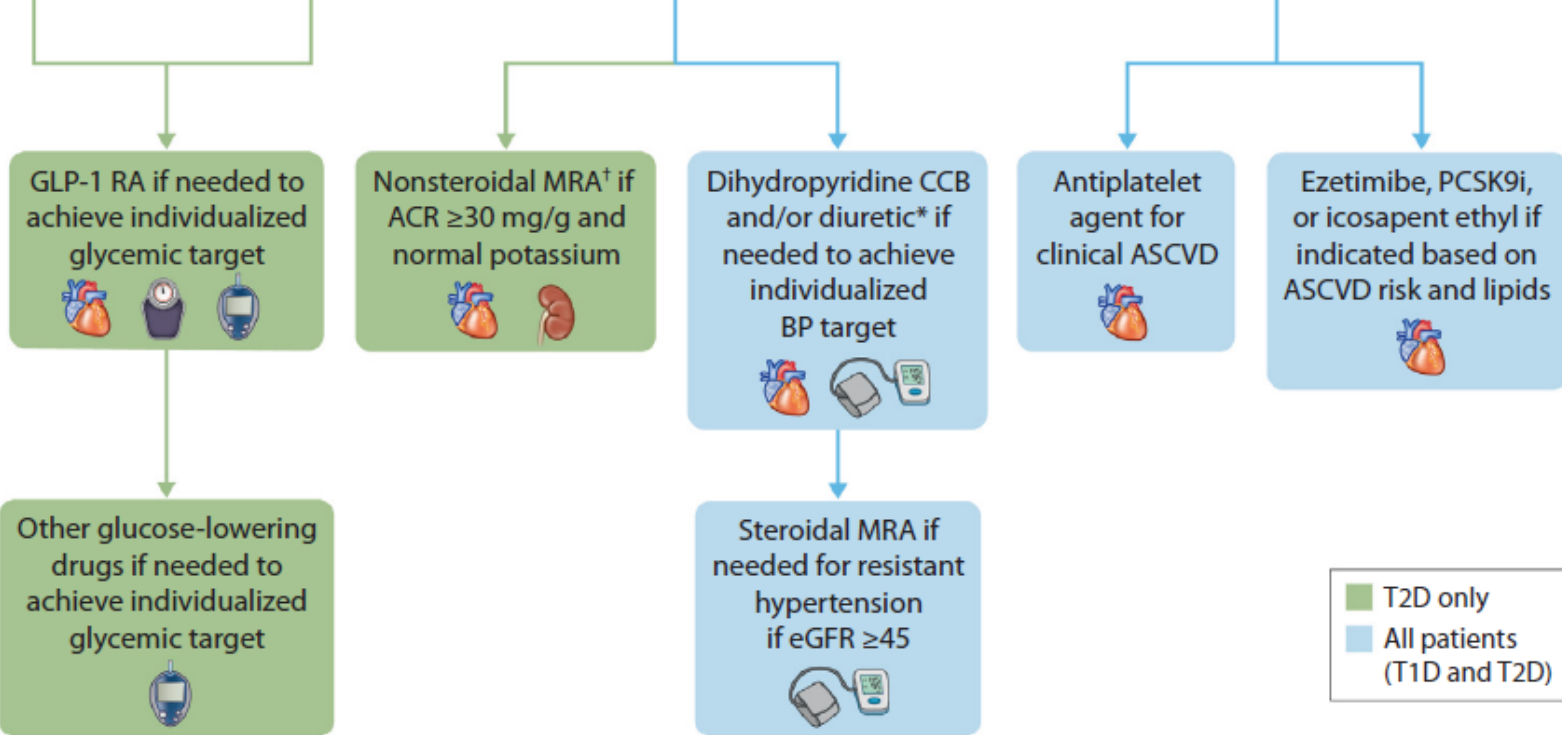 GLP-1 RA if needed to
achieve individualized
glycemic target
Nonsteroidal MRA† if
ACR ≥30 mg/g and
normal potassium
Dihydropyridine CCB
and/or diuretic* if
needed to achieve
individualized
BP target
Antiplatelet
agent for
clinical ASCVD
Ezetimibe, PCSK9i,
or icosapent ethyl if
indicated based on
ASCVD risk and lipids
Other glucose-lowering
drugs if needed to
achieve individualized
glycemic target
Steroidal MRA if
needed for resistant
hypertension
if eGFR ≥45
T2D only
All patients
(T1D and T2D)